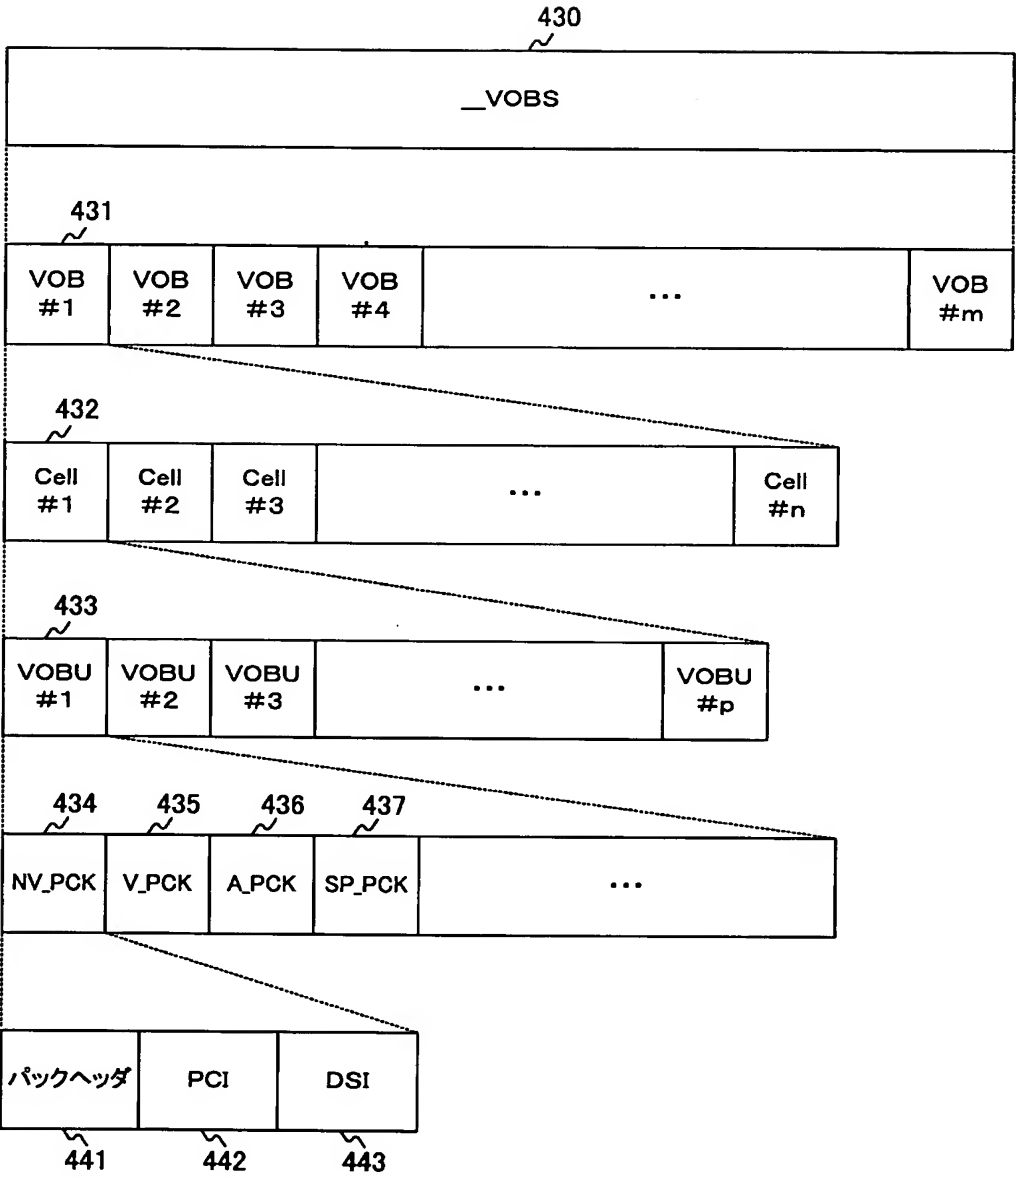 430
__VOBS
431
VOB #1
VOB #2
VOB #3
VOB #4
...
VOB #m
432
Cell #1
Cell #2
Cell #3
...
Cell #n
433
VOBU #1
VOBU #2
VOBU #3
...
VOBU #p
434 435 436 437
NV_PCK V_PCK A_PCK SP_PCK ...
パックヘッダ PCI DSI
441 442 443